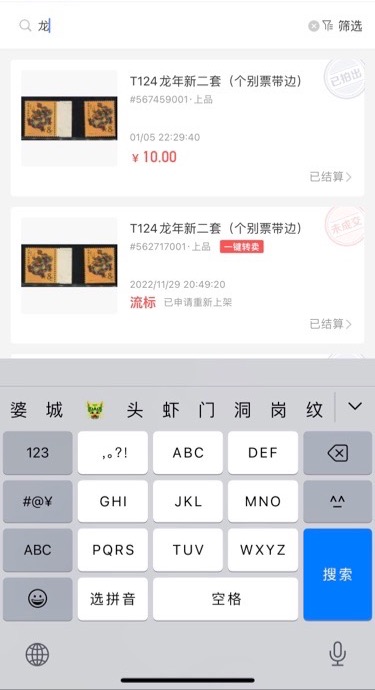 龙
筛选
T124 龙年新二套（个别票带边）
已拍出
#567459001·上品
01/05 22:29:40
¥ 10.00
已结算
T124 龙年新二套（个别票带边）
未成交
#562717001·上品 一键转卖
2022/11/29 20:49:20
流标 已申请重新上架
已结算
婆 城 头 虾 门 洞 岗 纹
123 ,。?! ABC DEF
#@¥ GHI JKL MNO ^^
ABC PQRS TUV WXYZ
搜索
选拼音 空格